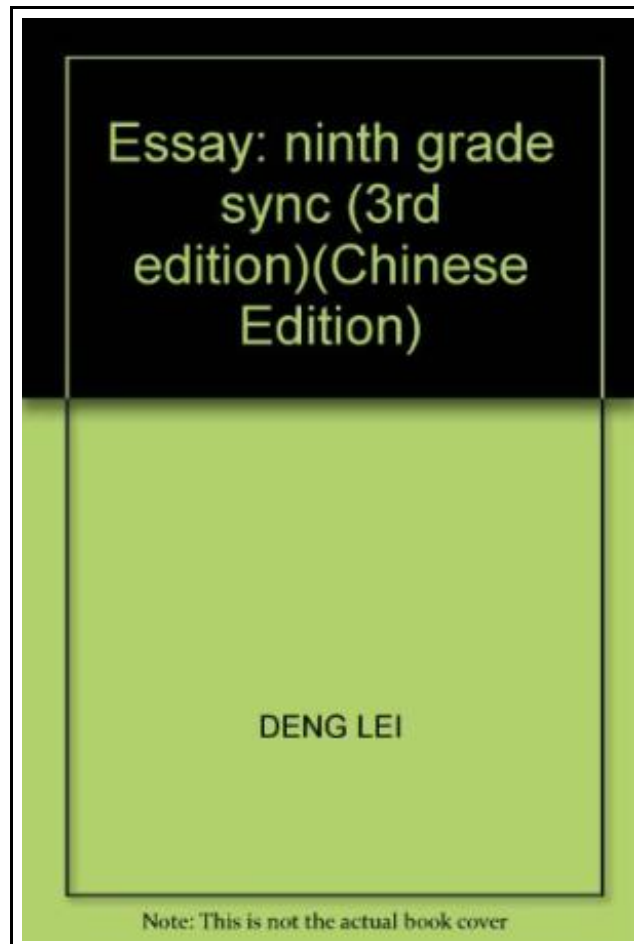 Essay: ninth grade
sync (3rd
edition)(Chinese
Edition)
DENG LEI
Note: This is not the actual book cover